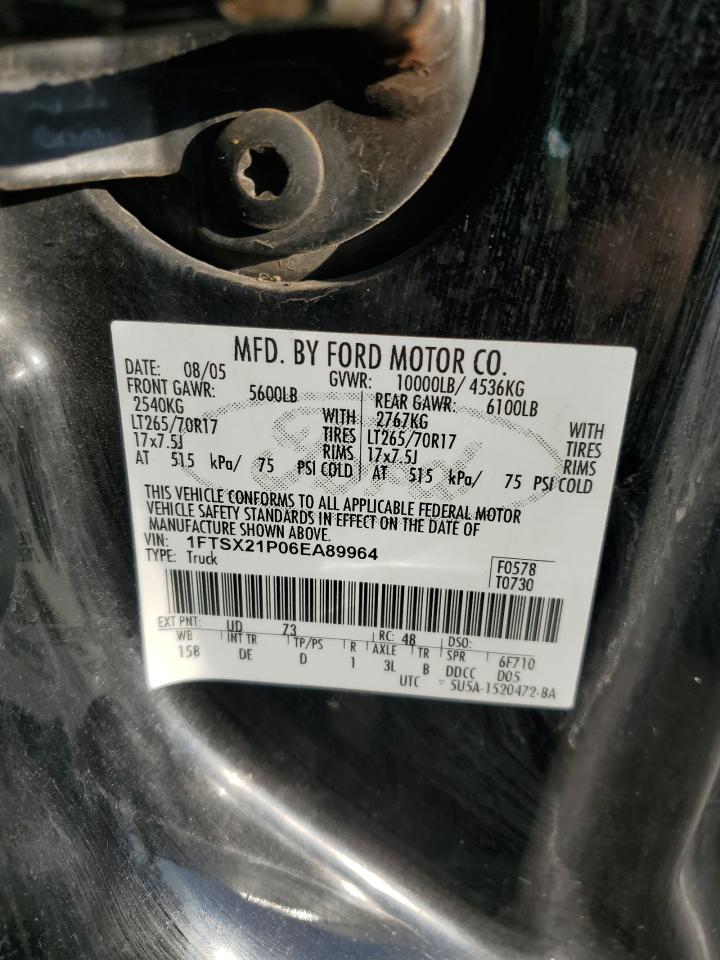 MFD. BY FORD MOTOR CO.
DATE: 08/05 GVWR: 10000LB/ 4536KG
FRONT GAWR: 5600LB REAR GAWR: 6100LB
2540KG WITH 2767KG WITH
LT265/70R17 TIRES LT265/70R17 TIRES
17x7.5J RIMS 17x7.5J RIMS
AT 515 kPa/ 75 PSI COLD AT 515 kPa/ 75 PSI COLD
THIS VEHICLE CONFORMS TO ALL APPLICABLE FEDERAL MOTOR
VEHICLE SAFETY STANDARDS IN EFFECT ON THE DATE OF
MANUFACTURE SHOWN ABOVE.
VIN: 1FTSX21P06EA89964
TYPE: Truck
F0578
T0730
EXT PNT: UD 73 RC: 48 DSO:
WB INT TR TP/PS R AXLE TR SPR 6F710
158 DE D 1 3L B DDCC D05
UTC 5U5A-1520472-BA
Ford